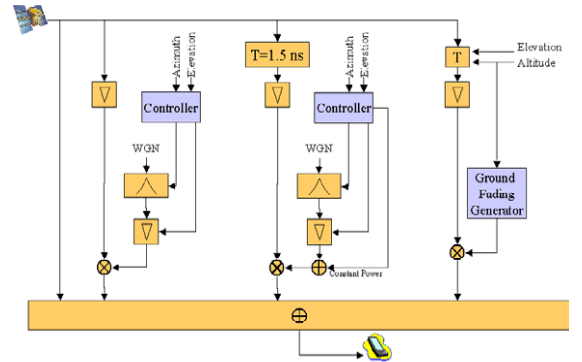 Azimuth
Elevation
Azimuth
Elevation
T=1.5 ns
T
Elevation
Altitude
Controller
Controller
WGN
WGN
Ground
Fading
Generator
Constant Power